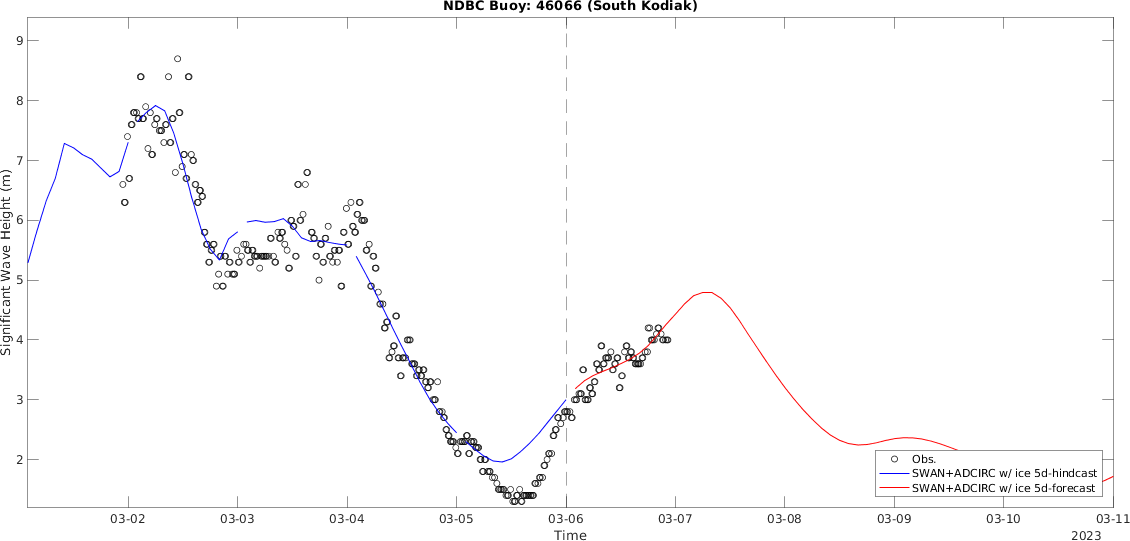 NDBC Buoy: 46066 (South Kodiak)
Significant Wave Height (m)
9
8
7
6
5
4
3
2
Obs.
SWAN+ADCIRC w/ ice 5d-hindcast
SWAN+ADCIRC w/ ice 5d-forecast
03-02 03-03 03-04 03-05 03-06 03-07 03-08 03-09 03-10 03-11
Time
2023